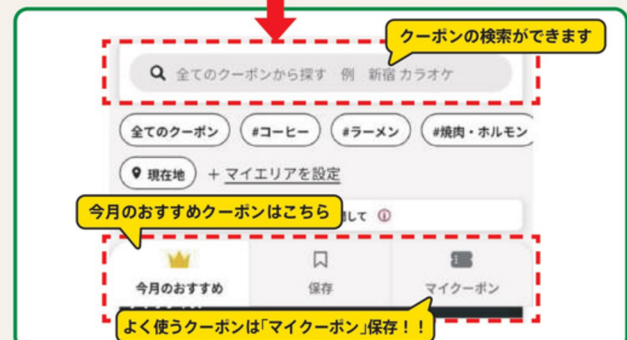 クーポンの検索ができます
全てのクーポンから探す 例 新宿 カラオケ
全てのクーポン #コーヒー #ラーメン #焼肉・ホルモン
現在地 + マイエリアを設定
今月のおすすめクーポンはこちら
して
今月のおすすめ 保存 マイクーポン
よく使うクーポンは「マイクーポン」保存！！